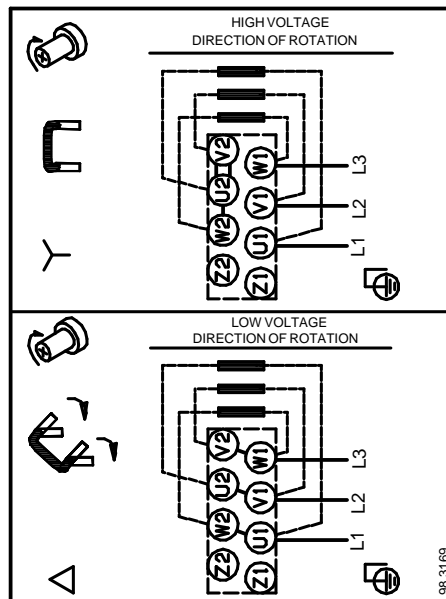 HIGH VOLTAGE
DIRECTION OF ROTATION
V2
W1
L3
U2
V1
L2
W2
U1
L1
Z2
Z1
LOW VOLTAGE
DIRECTION OF ROTATION
V2
W1
L3
U2
V1
L2
W2
U1
L1
Z2
Z1
98.3169